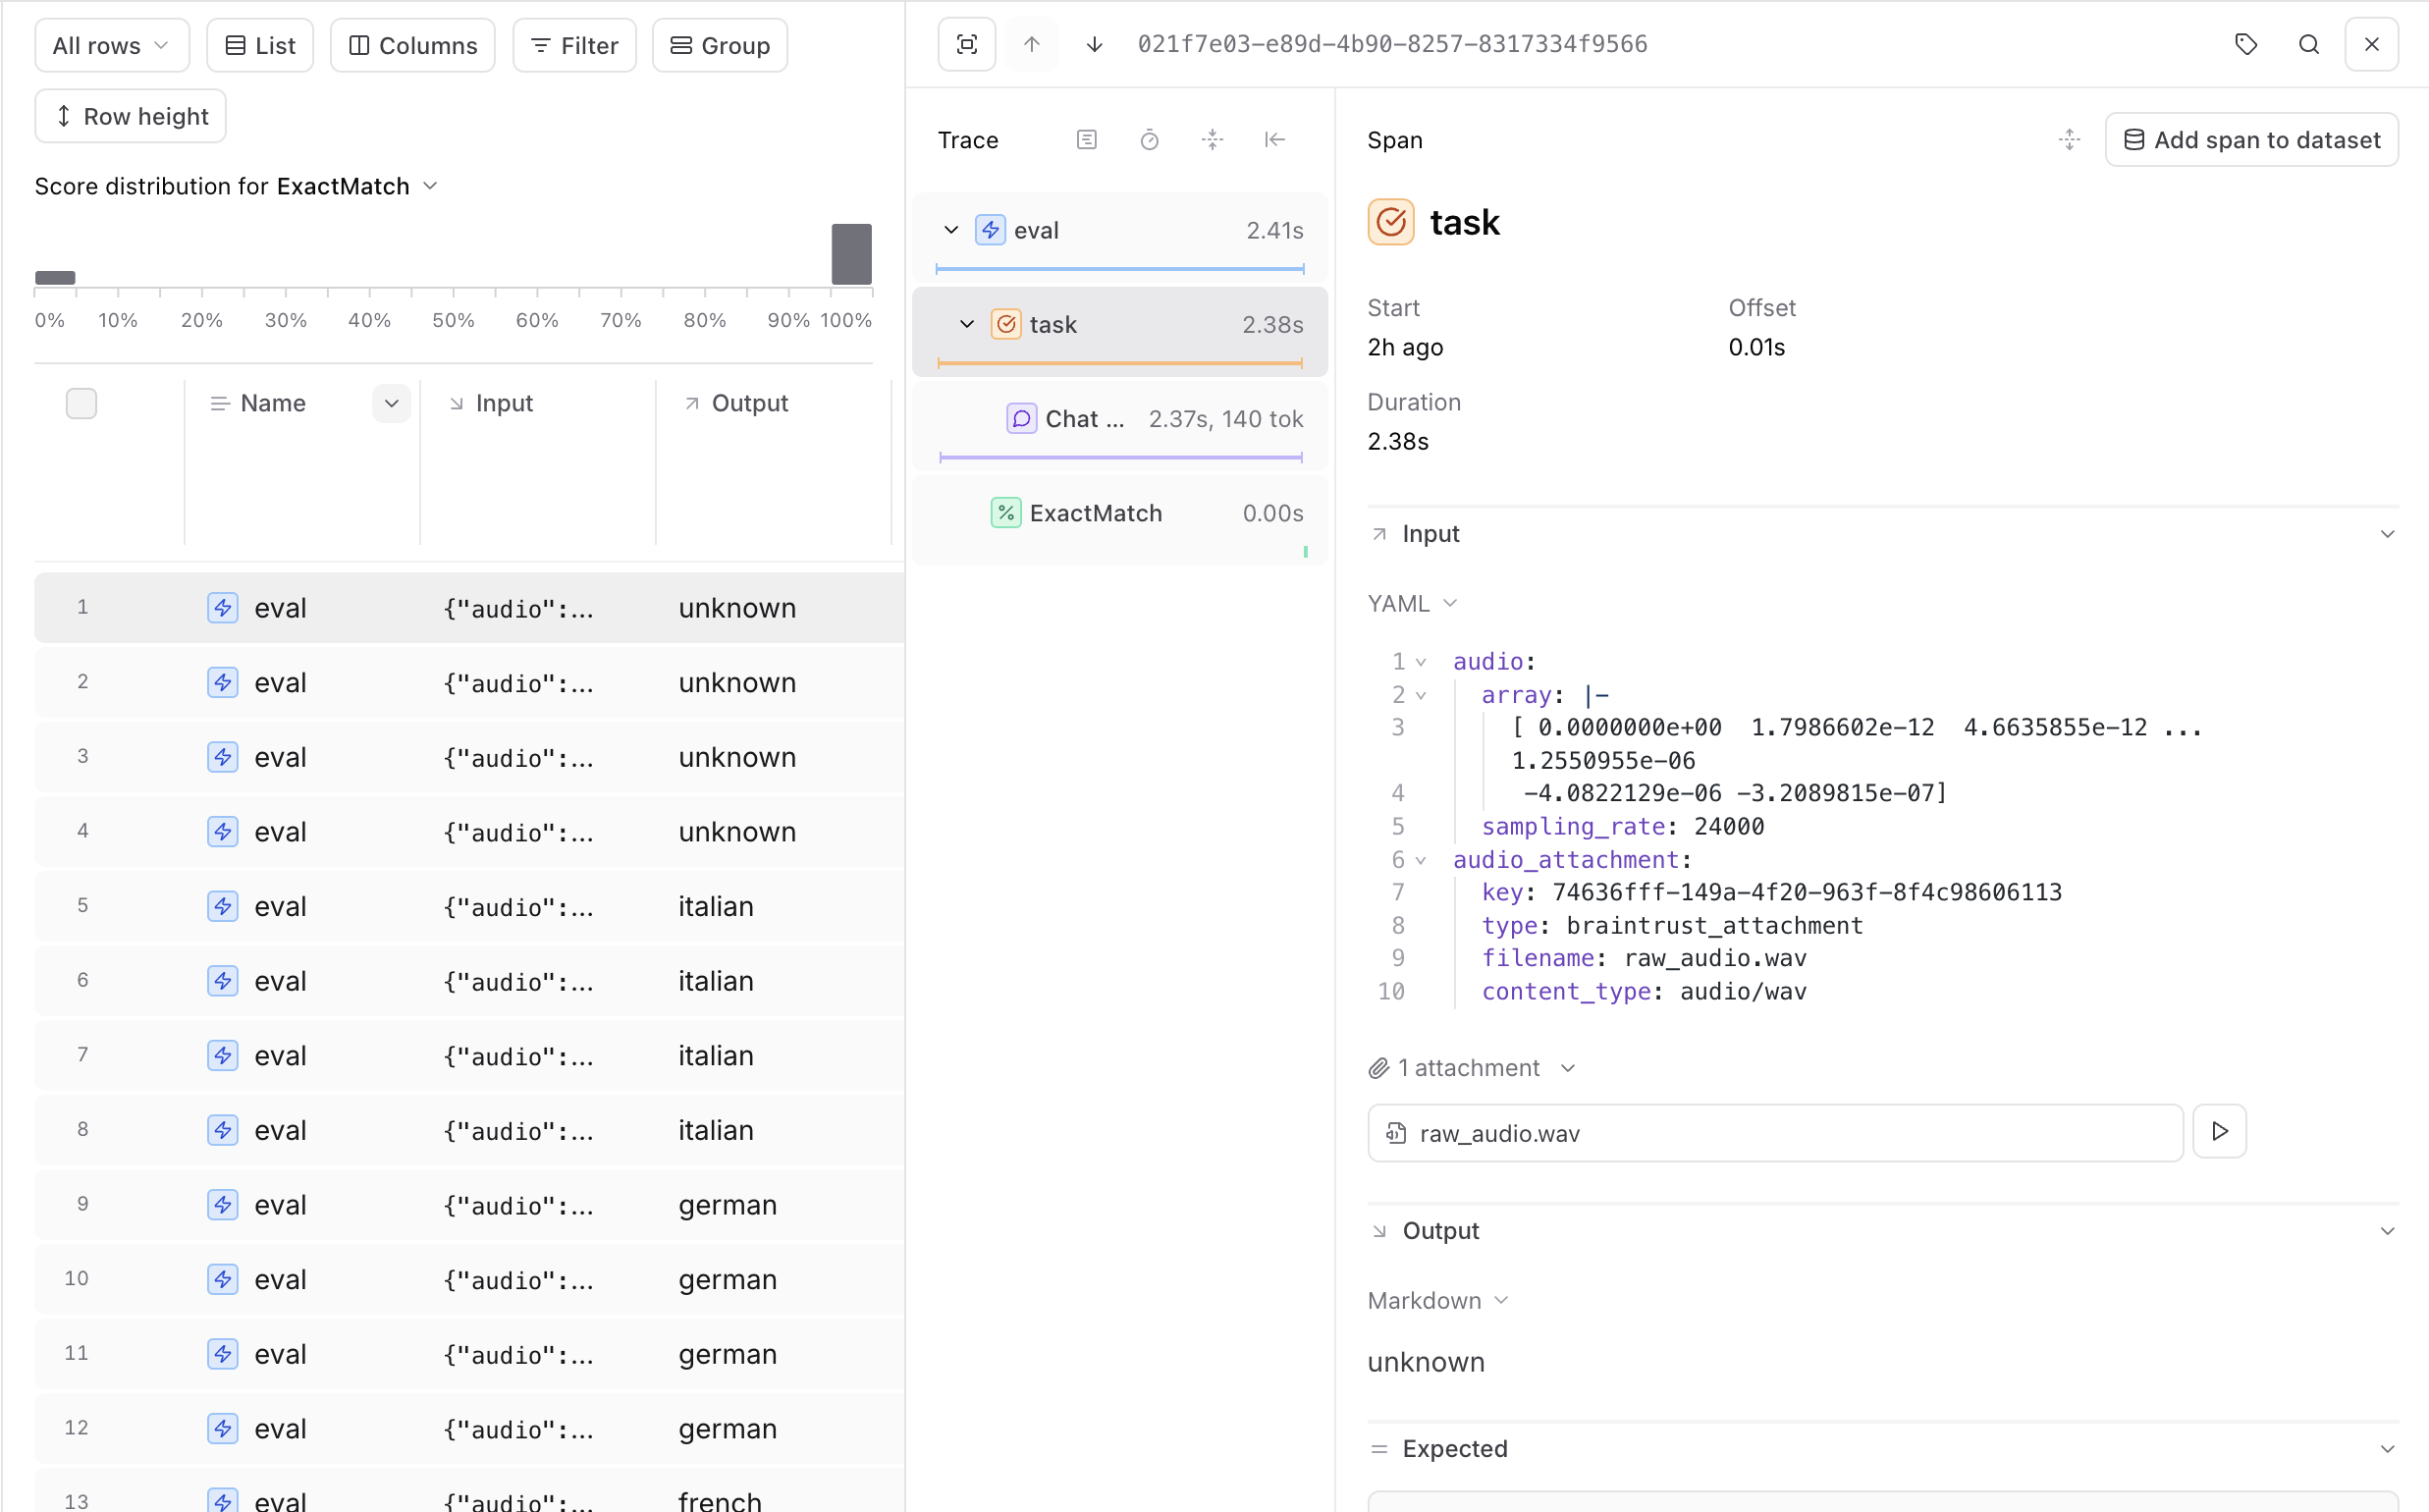 All rows
List
Columns
Filter
Group
Row height
Score distribution for ExactMatch
0% 10% 20% 30% 40% 50% 60% 70% 80% 90% 100%
Name Input Output
1 eval {"audio":... unknown
2 eval {"audio":... unknown
3 eval {"audio":... unknown
4 eval {"audio":... unknown
5 eval {"audio":... italian
6 eval {"audio":... italian
7 eval {"audio":... italian
8 eval {"audio":... italian
9 eval {"audio":... german
10 eval {"audio":... german
11 eval {"audio":... german
12 eval {"audio":... german
13 eval {"audio":... french
021f7e03-e89d-4b90-8257-8317334f9566
Trace
eval 2.41s
task 2.38s
Chat ... 2.37s, 140 tok
ExactMatch 0.00s
Span
Add span to dataset
task
Start Offset
2h ago 0.01s
Duration
2.38s
Input
YAML
1 audio:
2 array: |-
3 [ 0.0000000e+00 1.7986602e-12 4.6635855e-12 ...
1.2550955e-06
4 -4.0822129e-06 -3.2089815e-07]
5 sampling_rate: 24000
6 audio_attachment:
7 key: 74636fff-149a-4f20-963f-8f4c98606113
8 type: braintrust_attachment
9 filename: raw_audio.wav
10 content_type: audio/wav
1 attachment
raw_audio.wav
Output
Markdown
unknown
Expected